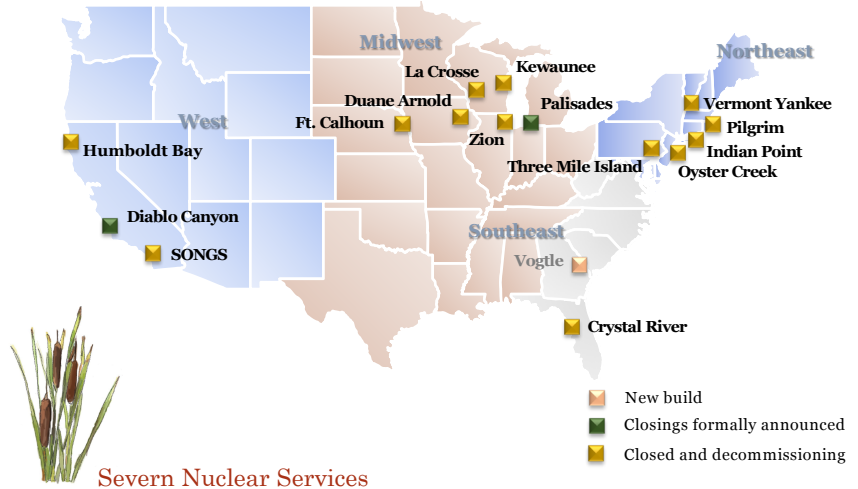 Midwest
Northeast
La Crosse
Kewaunee
Duane Arnold
Palisades
Vermont Yankee
West
Ft. Calhoun
Pilgrim
Zion
Humboldt Bay
Indian Point
Three Mile Island
Oyster Creek
Diablo Canyon
Southeast
SONGS
Vogtle
Crystal River
New build
Closings formally announced
Closed and decommissioning
Severn Nuclear Services